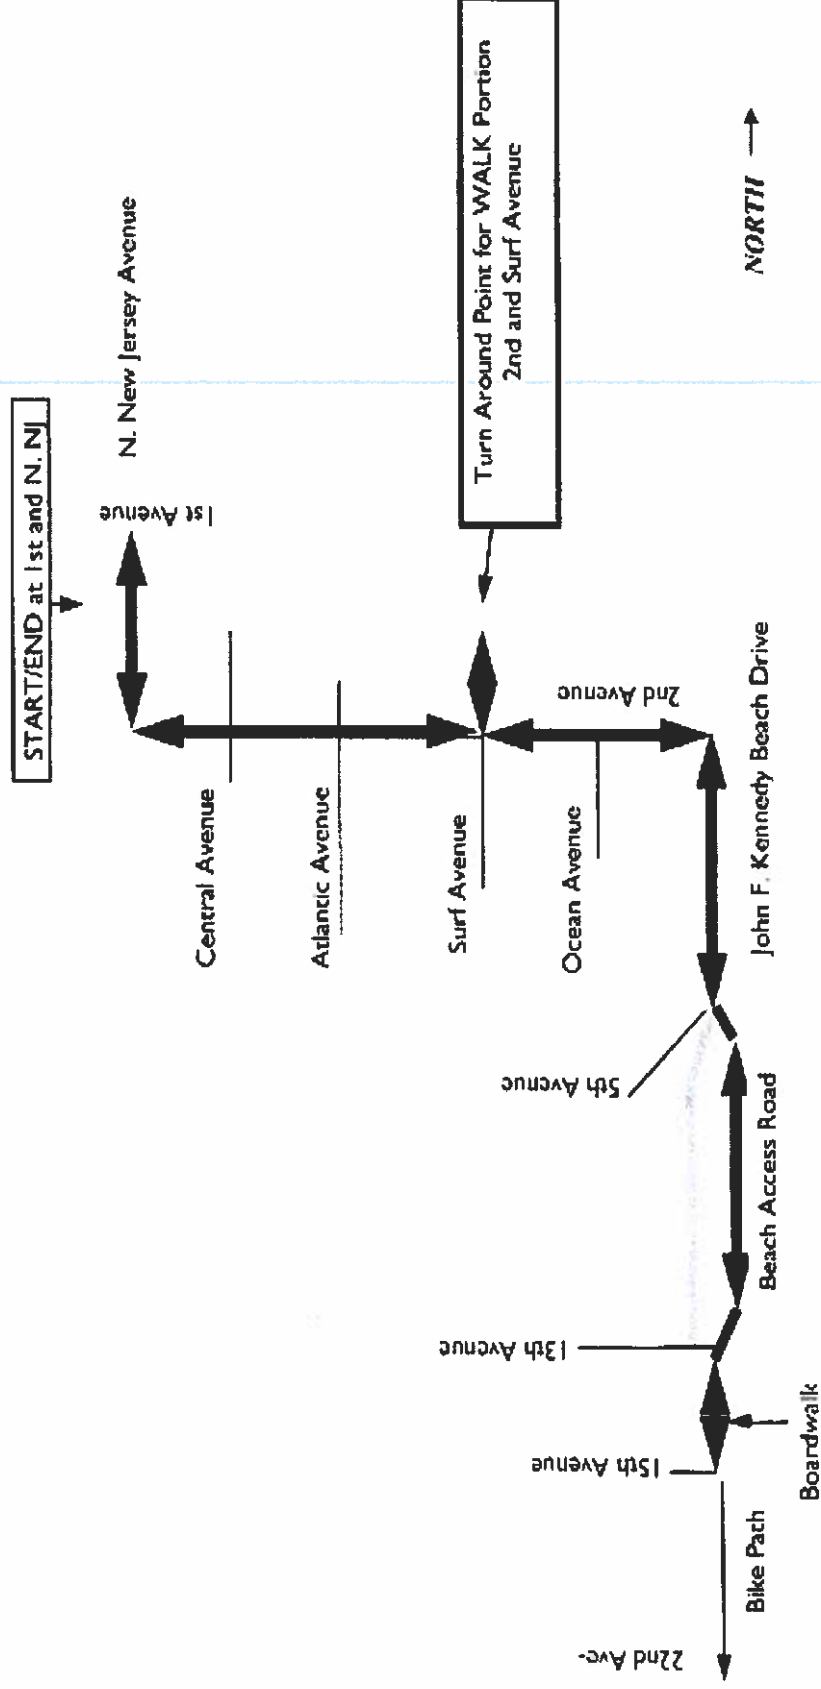 START/END at 1st and N. NJ
N. New Jersey Avenue
1st Avenue
Central Avenue
Atlantic Avenue
Surf Avenue
Ocean Avenue
2nd Avenue
Turn Around Point for WALK Portion
2nd and Surf Avenue
NORTH
John F. Kennedy Beach Drive
5th Avenue
Beach Access Road
13th Avenue
15th Avenue
Boardwalk
Bike Path
22nd Ave-